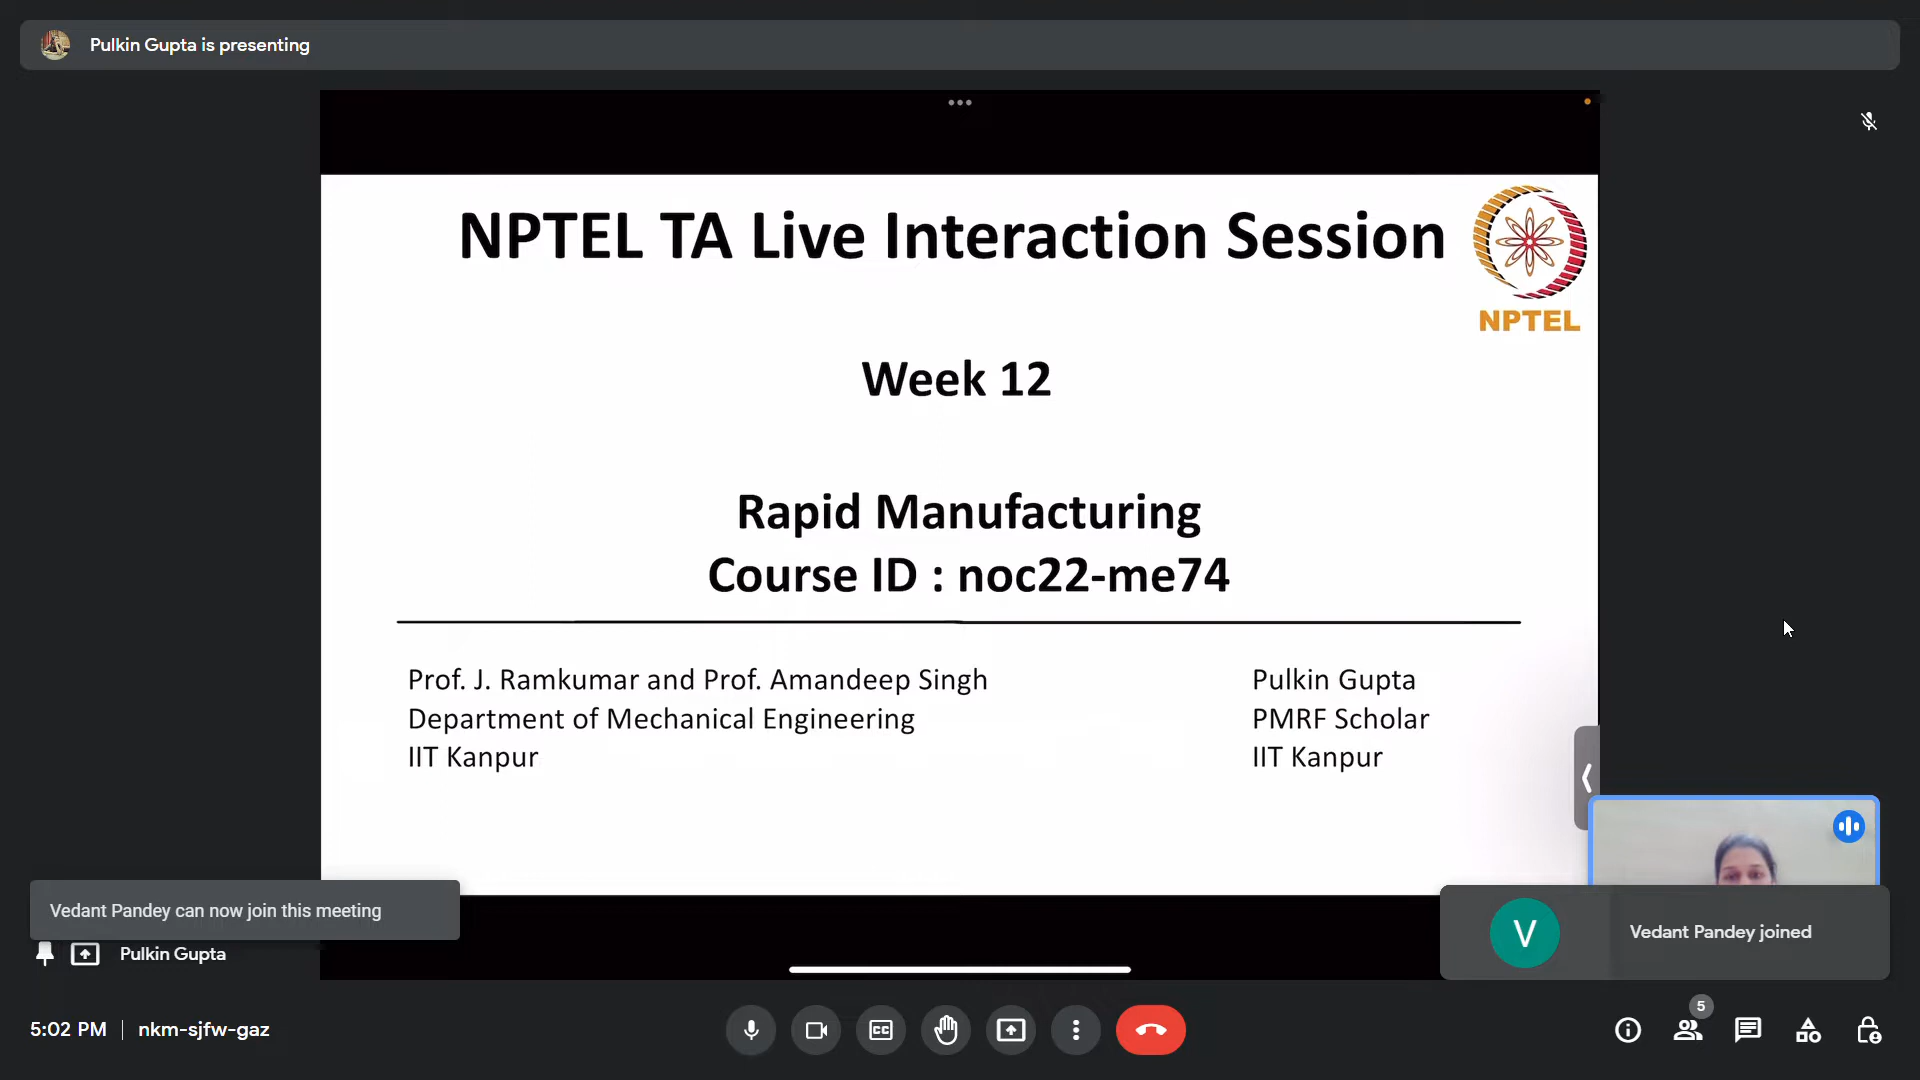 Pulkin Gupta is presenting
NPTEL TA Live Interaction Session
NPTEL
Week 12
Rapid Manufacturing
Course ID : noc22-me74
Prof. J. Ramkumar and Prof. Amandeep Singh
Department of Mechanical Engineering
IIT Kanpur
Pulkin Gupta
PMRF Scholar
IIT Kanpur
Vedant Pandey can now join this meeting
V
Vedant Pandey joined
Pulkin Gupta
5:02 PM | nkm-sjfw-gaz
CC
5